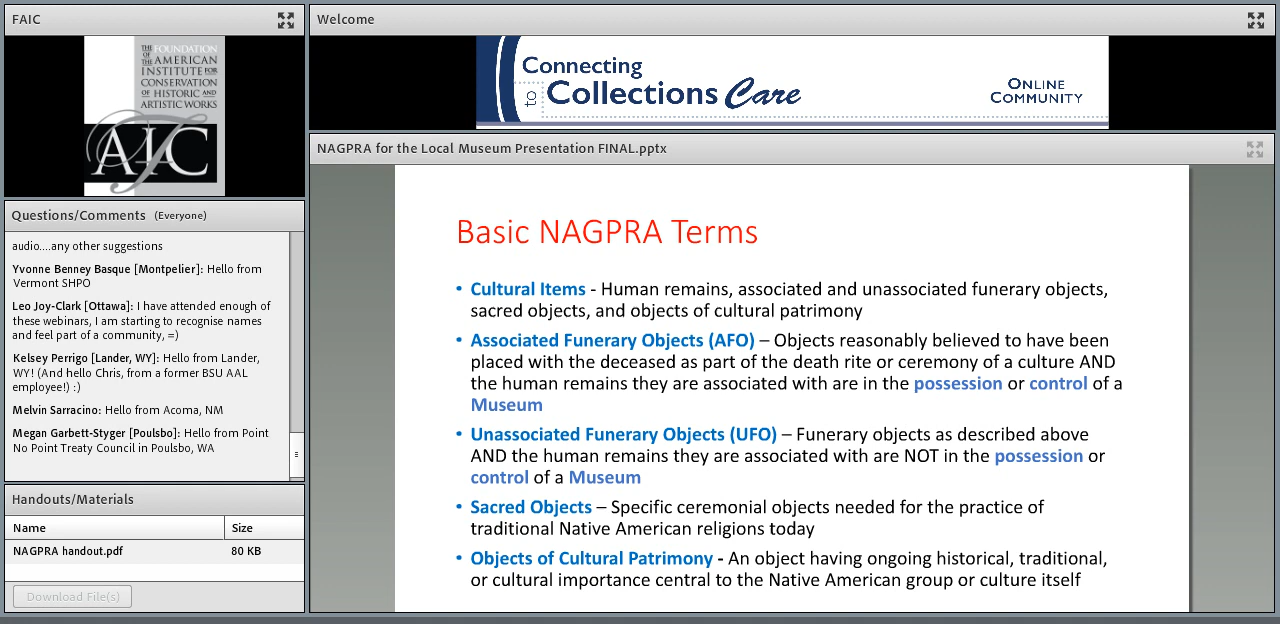 FAIC
THE FOUNDATION
OF THE AMERICAN
INSTITUTE FOR
CONSERVATION
OF HISTORIC AND
ARTISTIC WORKS
AIC
Questions/Comments (Everyone)
audio....any other suggestions
Yvonne Benney Basque [Montpelier]: Hello from
Vermont SHPO
Leo Joy-Clark [Ottawa]: I have attended enough of
these webinars, I am starting to recognise names
and feel part of a community, =)
Kelsey Perrigo [Lander, WY]: Hello from Lander,
WY! (And hello Chris, from a former BSU AAL
employee!) :)
Melvin Sarracino: Hello from Acoma, NM
Megan Garbett-Styger [Poulsbo]: Hello from Point
No Point Treaty Council in Poulsbo, WA
Handouts/Materials
Name Size
NAGPRA handout.pdf 80 KB
Download File(s)
Welcome
Connecting
to Collections Care
ONLINE
COMMUNITY
NAGPRA for the Local Museum Presentation FINAL.pptx
Basic NAGPRA Terms
• Cultural Items - Human remains, associated and unassociated funerary objects,
sacred objects, and objects of cultural patrimony
• Associated Funerary Objects (AFO) – Objects reasonably believed to have been
placed with the deceased as part of the death rite or ceremony of a culture AND
the human remains they are associated with are in the possession or control of a
Museum
• Unassociated Funerary Objects (UFO) – Funerary objects as described above
AND the human remains they are associated with are NOT in the possession or
control of a Museum
• Sacred Objects – Specific ceremonial objects needed for the practice of
traditional Native American religions today
• Objects of Cultural Patrimony - An object having ongoing historical, traditional,
or cultural importance central to the Native American group or culture itself